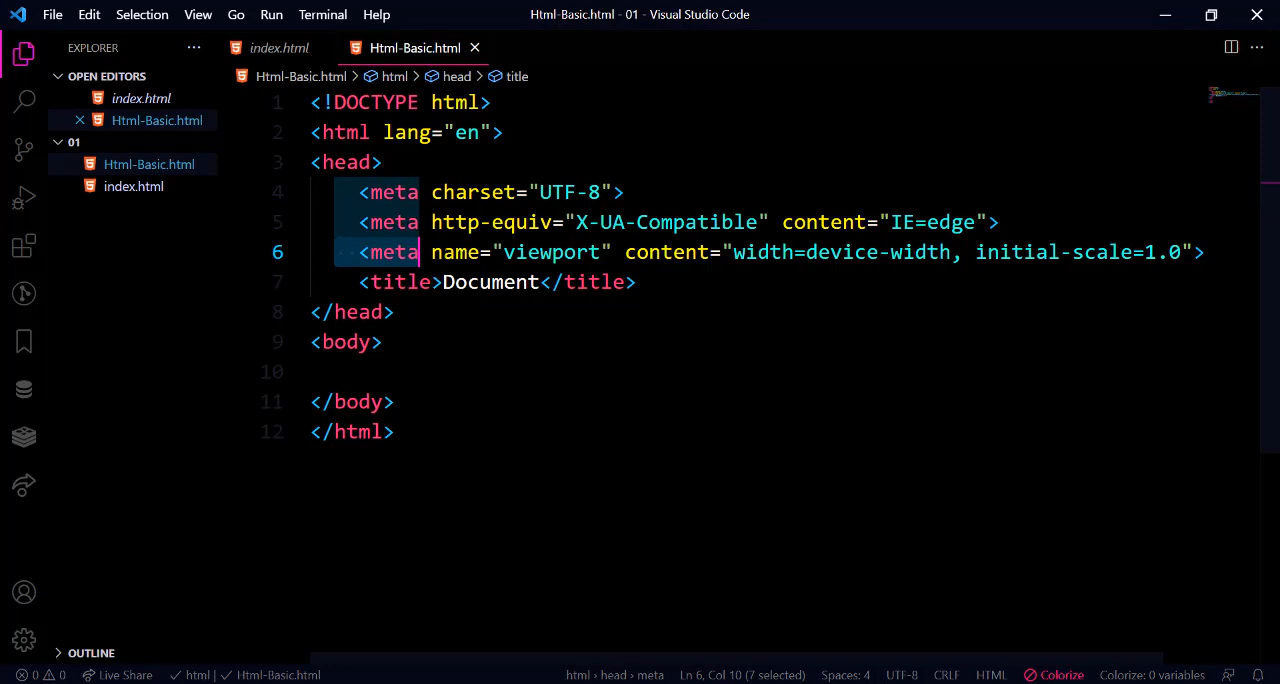 File Edit Selection View Go Run Terminal Help Html-Basic.html - 01 - Visual Studio Code
EXPLORER ···
OPEN EDITORS
index.html
Html-Basic.html
01
Html-Basic.html
index.html
OUTLINE
index.html Html-Basic.html
Html-Basic.html > html > head > title
1 <!DOCTYPE html>
2 <html lang="en">
3 <head>
4 <meta charset="UTF-8">
5 <meta http-equiv="X-UA-Compatible" content="IE=edge">
6 <meta name="viewport" content="width=device-width, initial-scale=1.0">
7 <title>Document</title>
8 </head>
9 <body>
10
11 </body>
12 </html>
0 0 Live Share ✓ html | ✓ Html-Basic.html html › head › meta Ln 6, Col 10 (7 selected) Spaces: 4 UTF-8 CRLF HTML Colorize Colorize: 0 variables